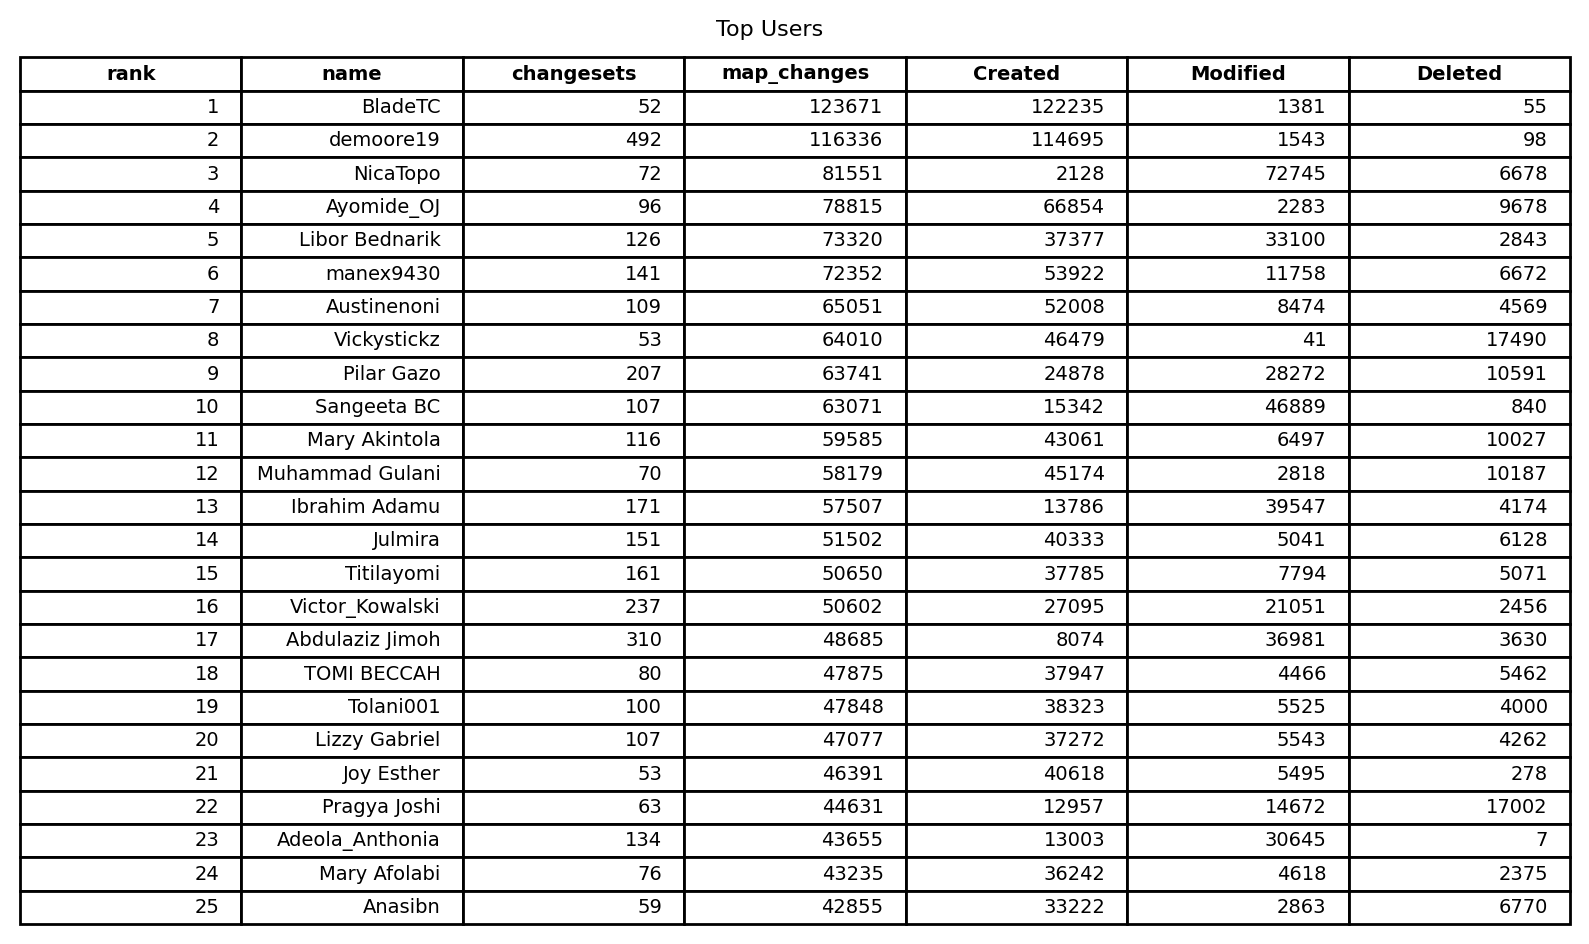 Top Users
rank name changesets map_changes Created Modified Deleted
1 BladeTC 52 123671 122235 1381 55
2 demoore19 492 116336 114695 1543 98
3 NicaTopo 72 81551 2128 72745 6678
4 Ayomide_OJ 96 78815 66854 2283 9678
5 Libor Bednarik 126 73320 37377 33100 2843
6 manex9430 141 72352 53922 11758 6672
7 Austinenoni 109 65051 52008 8474 4569
8 Vickystickz 53 64010 46479 41 17490
9 Pilar Gazo 207 63741 24878 28272 10591
10 Sangeeta BC 107 63071 15342 46889 840
11 Mary Akintola 116 59585 43061 6497 10027
12 Muhammad Gulani 70 58179 45174 2818 10187
13 Ibrahim Adamu 171 57507 13786 39547 4174
14 Julmira 151 51502 40333 5041 6128
15 Titilayomi 161 50650 37785 7794 5071
16 Victor_Kowalski 237 50602 27095 21051 2456
17 Abdulaziz Jimoh 310 48685 8074 36981 3630
18 TOMI BECCAH 80 47875 37947 4466 5462
19 Tolani001 100 47848 38323 5525 4000
20 Lizzy Gabriel 107 47077 37272 5543 4262
21 Joy Esther 53 46391 40618 5495 278
22 Pragya Joshi 63 44631 12957 14672 17002
23 Adeola_Anthonia 134 43655 13003 30645 7
24 Mary Afolabi 76 43235 36242 4618 2375
25 Anasibn 59 42855 33222 2863 6770